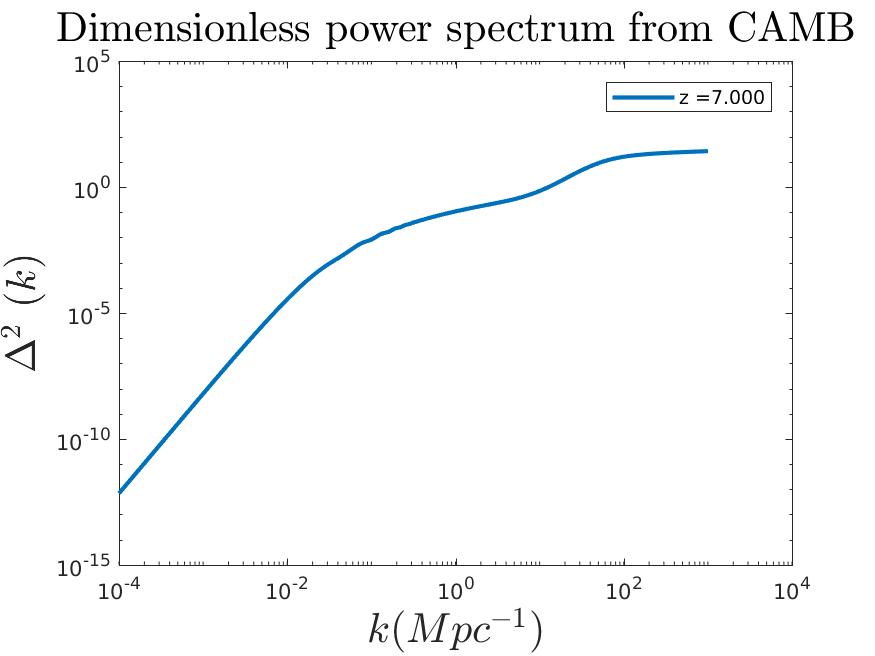 Dimensionless power spectrum from CAMB
10^5
z =7.000
10^0
10^-5
10^-10
10^-15
Δ^2 (k)
10^-4 10^-2 10^0 10^2 10^4
k(Mpc^−1)